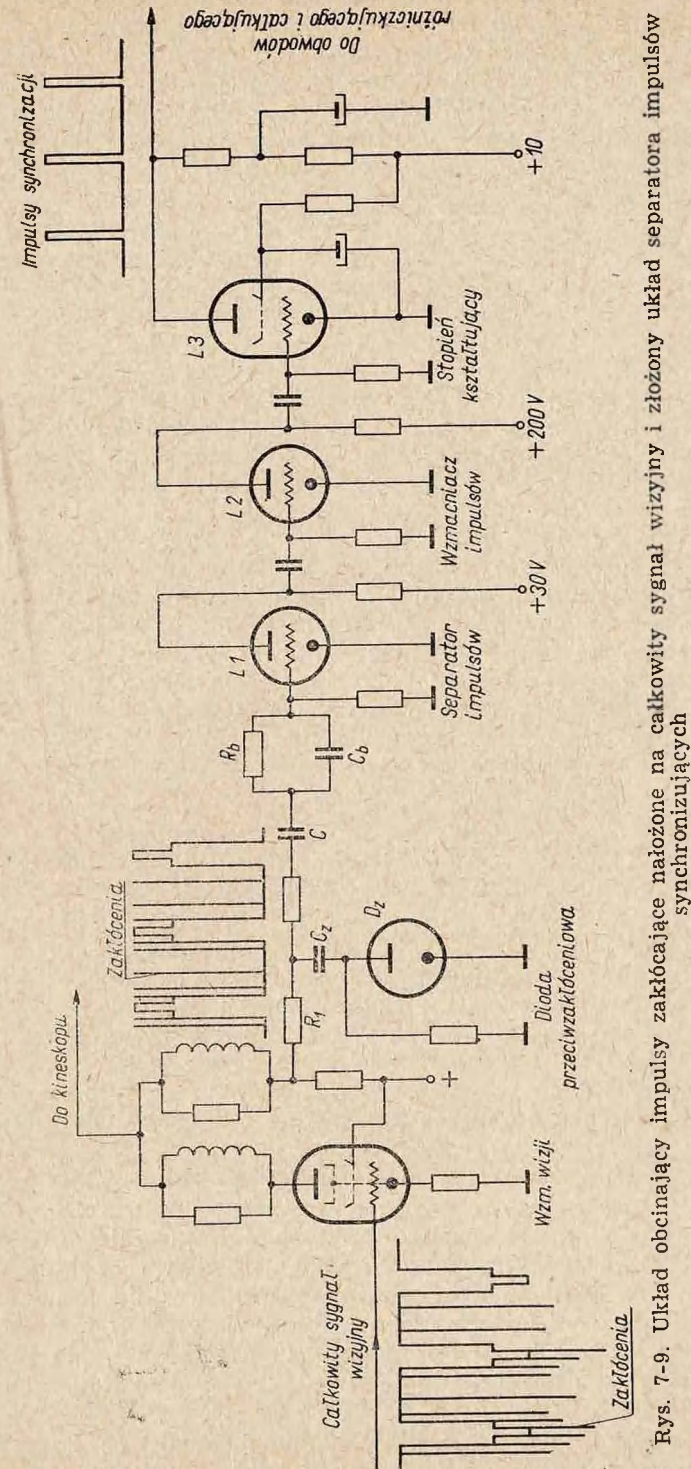 Do kineskopu
Zakłócenia
Impulsy synchronizacji
Do obwodów
różniczkującego i całkującego
Całkowity sygnał
wizyjny
Zakłócenia
Wzm. wizji
+
R1
Cz
Dz
Dioda
przeciwzakłóceniowa
C
Rb
Cb
L1
Separator
impulsów
+30V
L2
Wzmacniacz
impulsów
+200V
L3
Stopień
kształtujący
+10
Rys. 7-9. Układ obcinający impulsy zakłócające nałożone na całkowity sygnał wizyjny i złożony układ separatora impulsów
synchronizujących